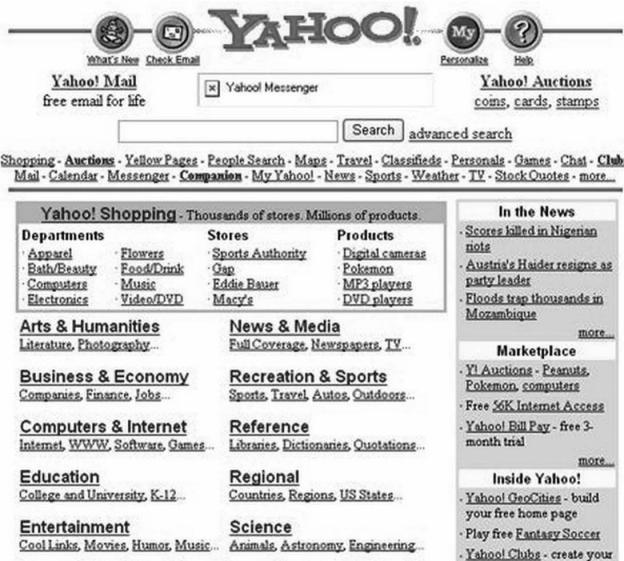 YAHOO!
My
?
What's New
Check Email
Personalize
Help
Yahoo! Mail
free email for life
Yahoo! Messenger
Yahoo! Auctions
coins, cards, stamps
Search advanced search
Shopping - Auctions - Yellow Pages - People Search - Maps - Travel - Classifieds - Personals - Games - Chat - Club
Mail - Calendar - Messenger - Companion - My Yahoo! - News - Sports - Weather - TV - Stock Quotes - more...
Yahoo! Shopping - Thousands of stores. Millions of products.
Departments
· Apparel
· Bath/Beauty
· Computers
· Electronics
· Flowers
· Food/Drink
· Music
· Video/DVD
Stores
· Sports Authority
· Gap
· Eddie Bauer
· Macy's
Products
· Digital cameras
· Pokemon
· MP3 players
· DVD players
Arts & Humanities
Literature, Photography...
News & Media
Full Coverage, Newspapers, TV...
Business & Economy
Companies, Finance, Jobs...
Recreation & Sports
Sports, Travel, Autos, Outdoors...
Computers & Internet
Internet, WWW, Software, Games...
Reference
Libraries, Dictionaries, Quotations...
Education
College and University, K-12...
Regional
Countries, Regions, US States...
Entertainment
Cool Links, Movies, Humor, Music...
Science
Animals, Astronomy, Engineering...
In the News
· Scores killed in Nigerian
riots
· Austria's Haider resigns as
party leader
· Floods trap thousands in
Mozambique
more...
Marketplace
· Y! Auctions - Peanuts,
Pokemon, computers
· Free 56K Internet Access
· Yahoo! Bill Pay - free 3-
month trial
more...
Inside Yahoo!
· Yahoo! GeoCities - build
your free home page
· Play free Fantasy Soccer
· Yahoo! Clubs - create your